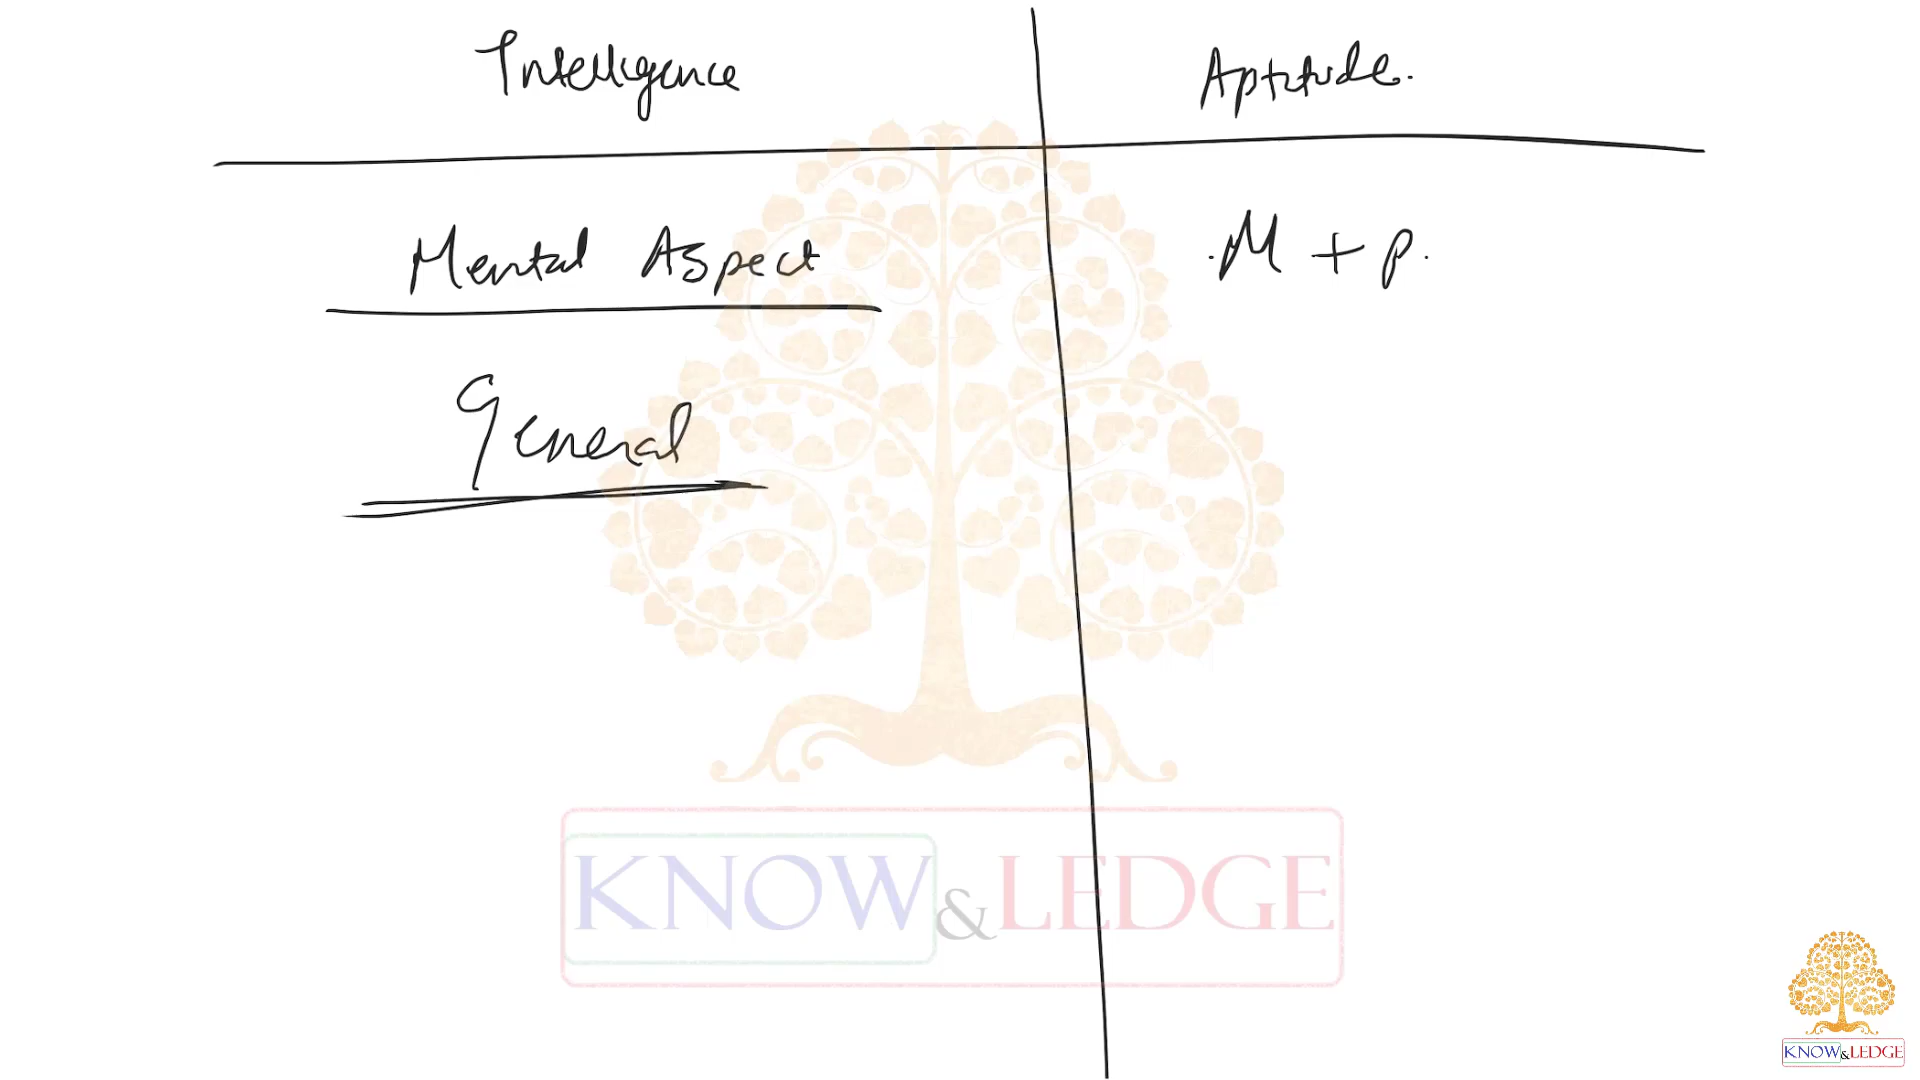 Intelligence
Aptitude.
Mental Aspect
.M + P.
General
KNOW&LEDGE
KNOW&LEDGE